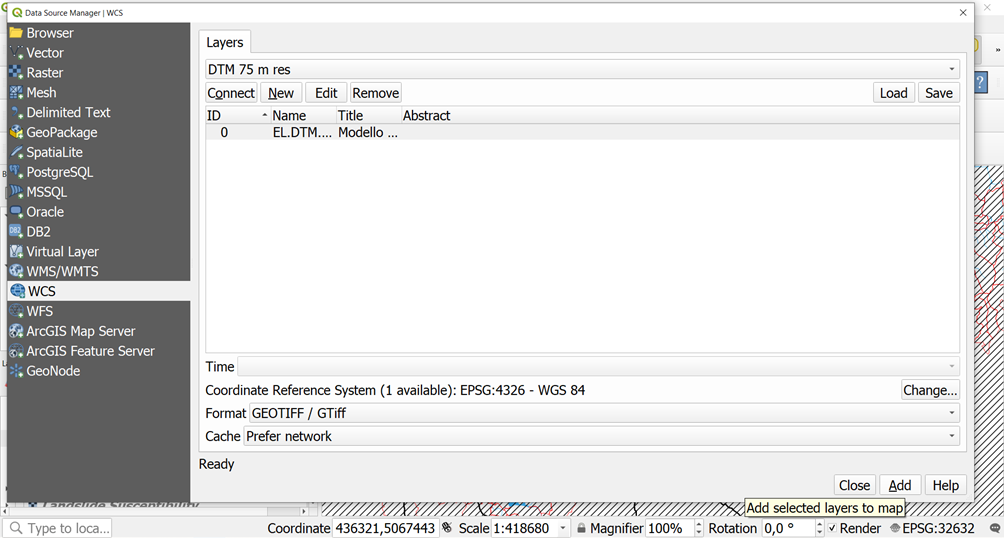 Data Source Manager | WCS
Browser
Vector
Raster
Mesh
Delimited Text
GeoPackage
SpatiaLite
PostgreSQL
MSSQL
Oracle
DB2
Virtual Layer
WMS/WMTS
WCS
WFS
ArcGIS Map Server
ArcGIS Feature Server
GeoNode
Layers
DTM 75 m res
Connect New Edit Remove Load Save
ID Name Title Abstract
0 EL.DTM.... Modello ...
Time
Coordinate Reference System (1 available): EPSG:4326 - WGS 84 Change...
Format GEOTIFF / GTiff
Cache Prefer network
Ready
Close Add Help
Add selected layers to map
Landslide Susceptibility
Type to loca... Coordinate 436321,5067443 Scale 1:418680 Magnifier 100% Rotation 0,0 ° Render EPSG:32632